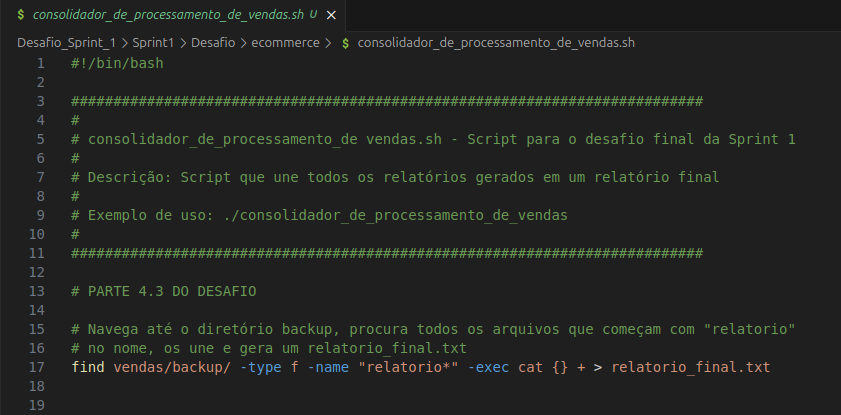 $ consolidador_de_processamento_de_vendas.sh U ×
Desafio_Sprint_1 > Sprint1 > Desafio > ecommerce > $ consolidador_de_processamento_de_vendas.sh
1 #!/bin/bash
2
3 ###########################################################################
4 #
5 # consolidador_de_processamento_de vendas.sh - Script para o desafio final da Sprint 1
6 #
7 # Descrição: Script que une todos os relatórios gerados em um relatório final
8 #
9 # Exemplo de uso: ./consolidador_de_processamento_de_vendas
10 #
11 ###########################################################################
12
13 # PARTE 4.3 DO DESAFIO
14
15 # Navega até o diretório backup, procura todos os arquivos que começam com "relatorio"
16 # no nome, os une e gera um relatorio_final.txt
17 find vendas/backup/ -type f -name "relatorio*" -exec cat {} + > relatorio_final.txt
18
19